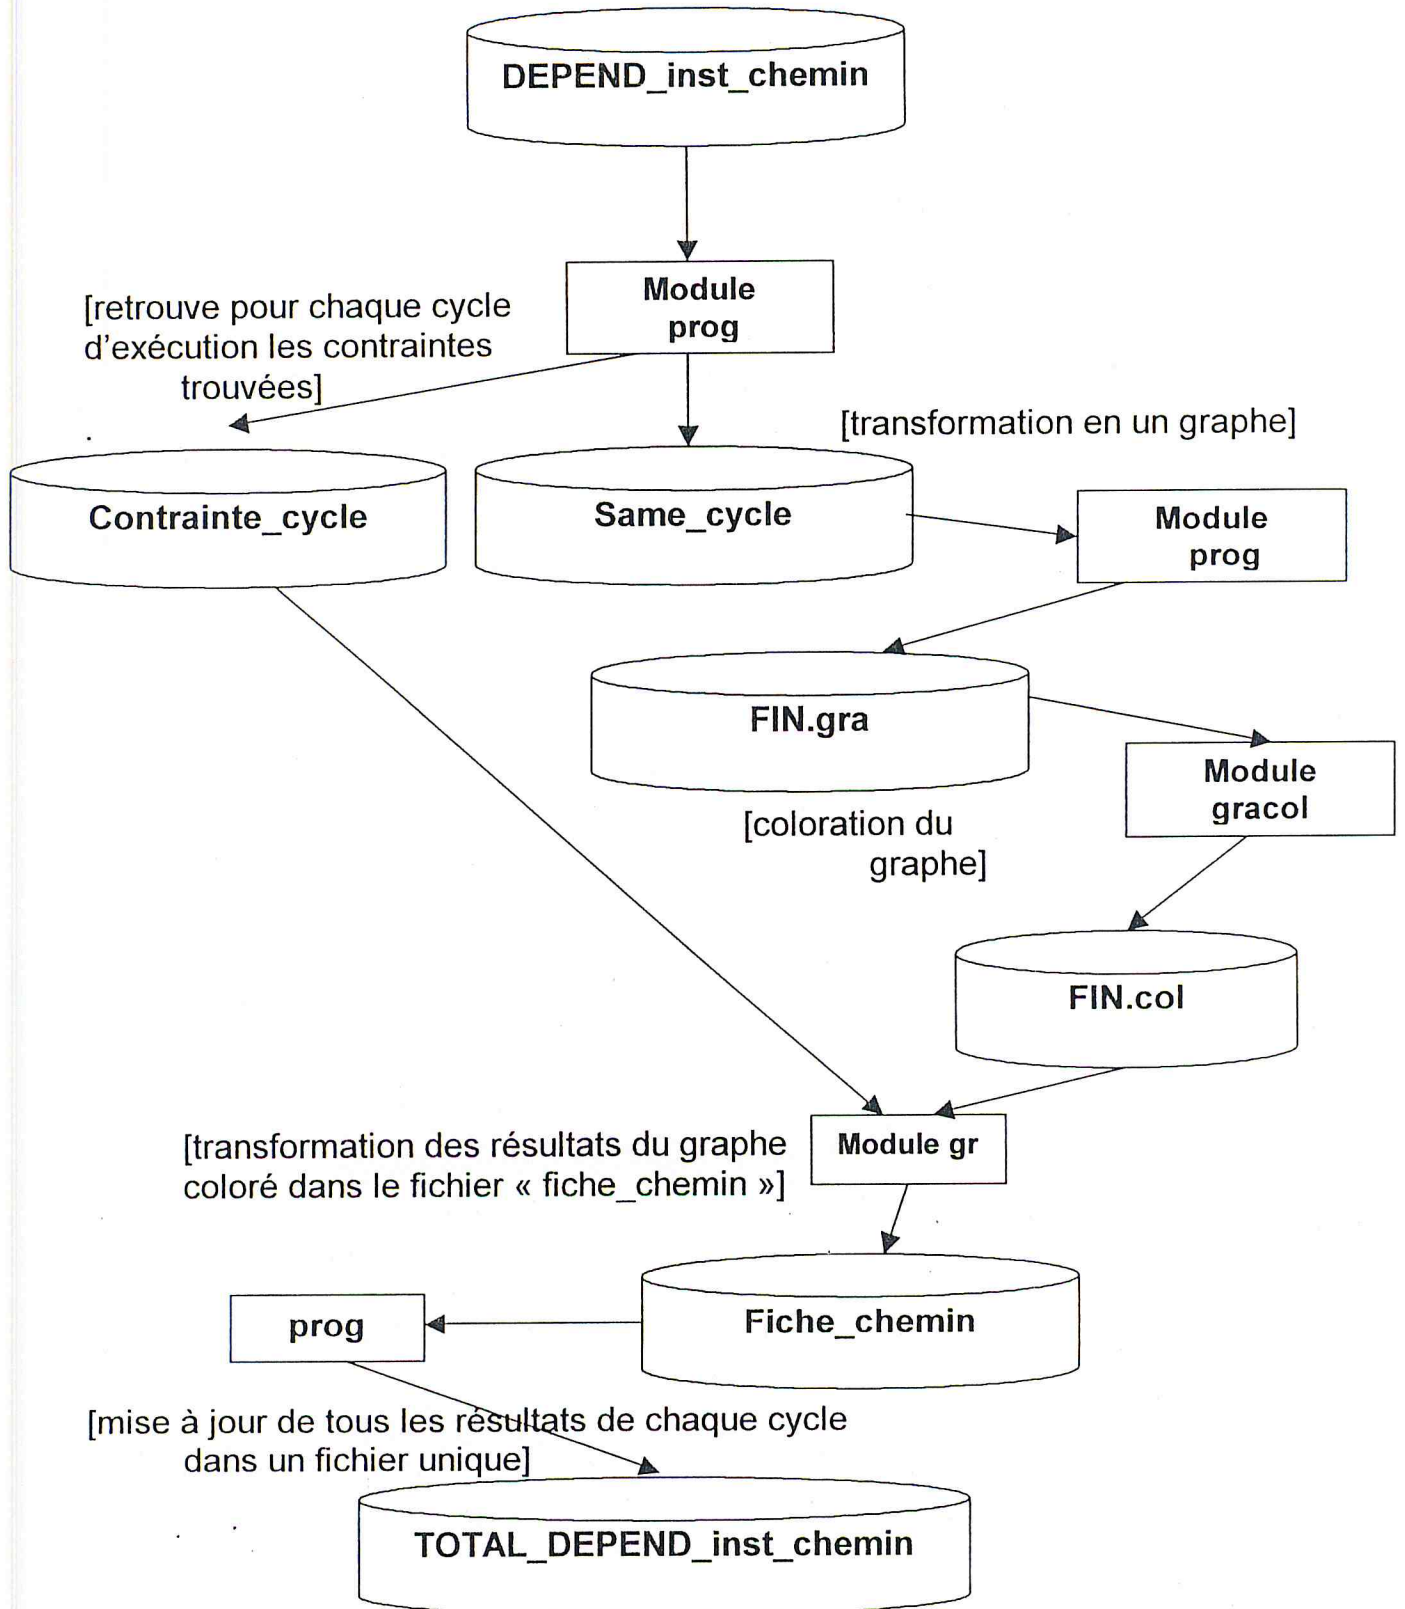 DEPEND_inst_chemin
Module
prog
[retrouve pour chaque cycle
d'exécution les contraintes
trouvées]
[transformation en un graphe]
Contrainte_cycle
Same_cycle
Module
prog
FIN.gra
Module
gracol
[coloration du
graphe]
FIN.col
[transformation des résultats du graphe
coloré dans le fichier « fiche_chemin »]
Module gr
Fiche_chemin
prog
[mise à jour de tous les résultats de chaque cycle
dans un fichier unique]
TOTAL_DEPEND_inst_chemin